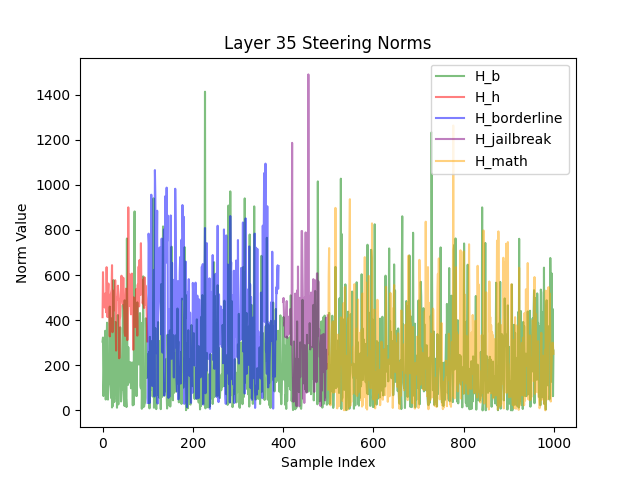 Layer 35 Steering Norms
Norm Value
1400
1200
1000
800
600
400
200
0
H_b
H_h
H_borderline
H_jailbreak
H_math
0
200
400
600
800
1000
Sample Index